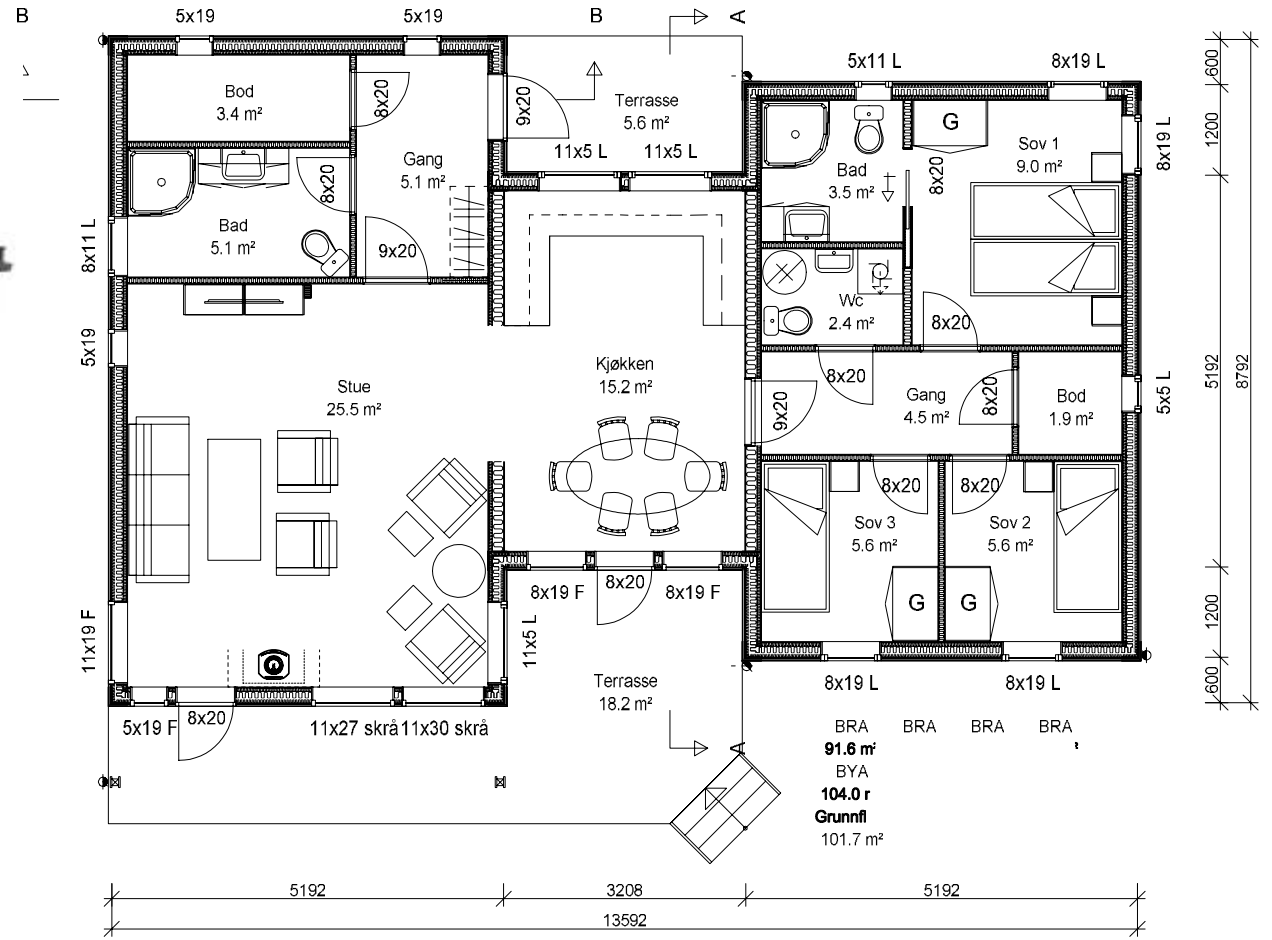 B
5x19
5x19
B
A
5x11 L
8x19 L
600
Bod
3.4 m²
8x20
9x20
Terrasse
5.6 m²
G
Sov 1
9.0 m²
8x19 L
1200
11x5 L
11x5 L
Gang
5.1 m²
8x20
Bad
3.5 m²
8x20
Bad
5.1 m²
8x11 L
9x20
Wc
2.4 m²
8x20
5x19
Kjøkken
15.2 m²
Stue
25.5 m²
8x20
9x20
Gang
4.5 m²
8x20
Bod
1.9 m²
5x5 L
5192
8792
8x20
8x20
Sov 3
5.6 m²
Sov 2
5.6 m²
8x19 F
8x20
8x19 F
G
G
1200
11x19 F
11x5 L
Terrasse
18.2 m²
8x19 L
8x19 L
600
5x19 F
8x20
11x27 skrå
11x30 skrå
A
BRA
BRA
BRA
BRA
91.6 m²
BYA
104.0
Grunnfl
101.7 m²
5192
3208
5192
13592